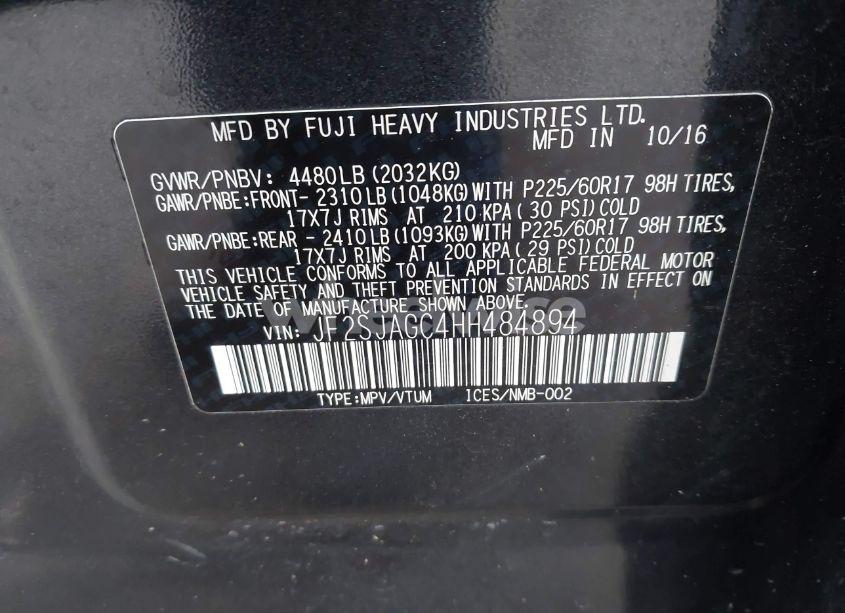 MFD BY FUJI HEAVY INDUSTRIES LTD.
MFD IN 10/16
GVWR/PNBV: 4480LB (2032KG)
GAWR/PNBE:FRONT- 2310LB (1048KG) WITH P225/60R17 98H TIRES,
17X7J RIMS AT 210 KPA( 30 PSI) COLD
GAWR/PNBE:REAR - 2410LB (1093KG) WITH P225/60R17 98H TIRES,
17X7J RIMS AT 200 KPA( 29 PSI) COLD
THIS VEHICLE CONFORMS TO ALL APPLICABLE FEDERAL MOTOR
VEHICLE SAFETY AND THEFT PREVENTION STANDARDS IN EFFECT ON
THE DATE OF MANUFACTURE SHOWN ABOVE.
VIN: JF2SJAGC4HH484894
TYPE:MPV/VTUM ICES/NMB-002